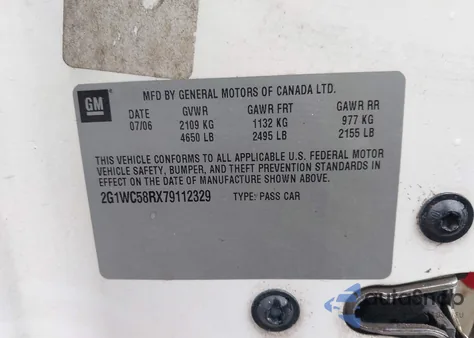 GM
MFD BY GENERAL MOTORS OF CANADA LTD.
DATE GVWR GAWR FRT GAWR RR
07/06 2109 KG 1132 KG 977 KG
4650 LB 2495 LB 2155 LB
THIS VEHICLE CONFORMS TO ALL APPLICABLE U.S. FEDERAL MOTOR
VEHICLE SAFETY, BUMPER, AND THEFT PREVENTION STANDARDS IN
EFFECT ON THE DATE OF MANUFACTURE SHOWN ABOVE.
2G1WC58RX79112329 TYPE: PASS CAR
autoSnap